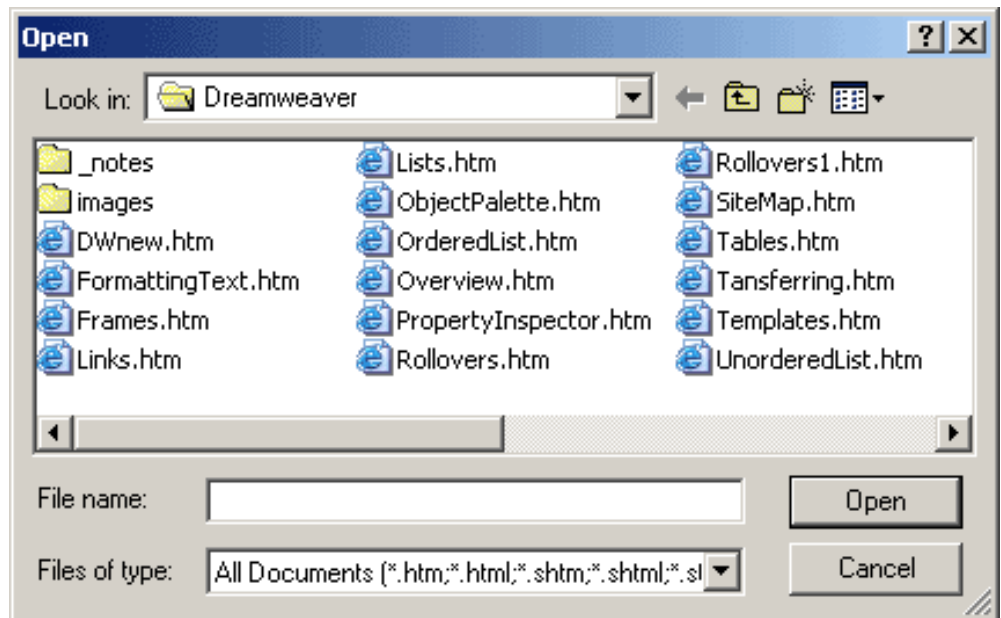 Open
Look in: Dreamweaver
_notes Lists.htm Rollovers1.htm
images ObjectPalette.htm SiteMap.htm
DWnew.htm OrderedList.htm Tables.htm
FormattingText.htm Overview.htm Tansferring.htm
Frames.htm PropertyInspector.htm Templates.htm
Links.htm Rollovers.htm UnorderedList.htm
File name: Open
Files of type: All Documents (*.htm;*.html;*.shtm;*.shtml;*.sl Cancel